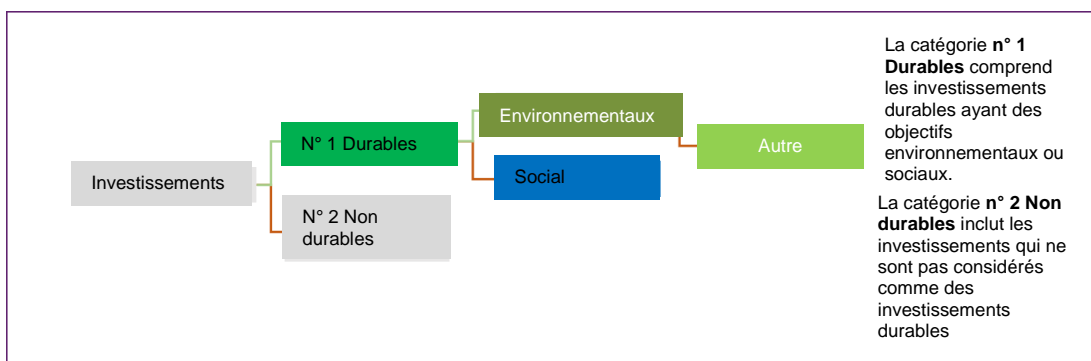 Investissements
N° 1 Durables
N° 2 Non
durables
Environnementaux
Social
Autre
La catégorie n° 1
Durables comprend
les investissements
durables ayant des
objectifs
environnementaux ou
sociaux.
La catégorie n° 2 Non
durables inclut les
investissements qui ne
sont pas considérés
comme des
investissements
durables